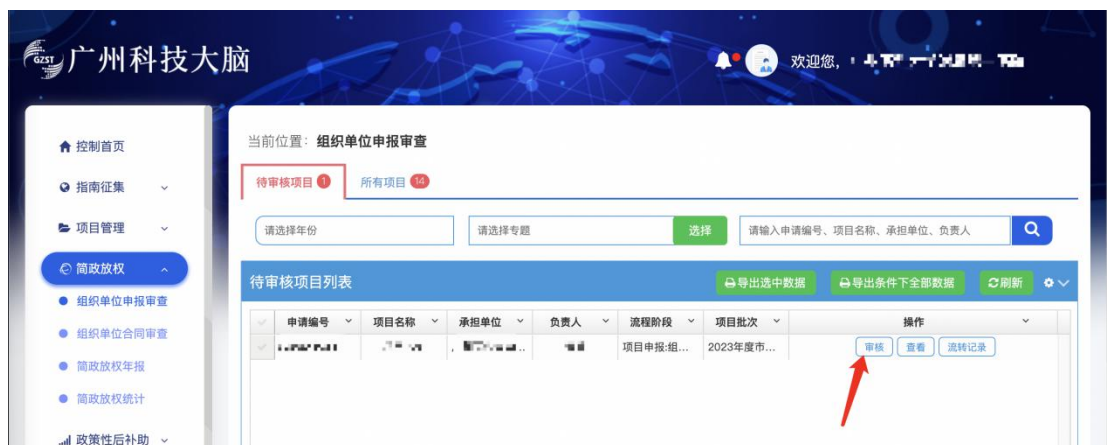 GZST 广州科技大脑
欢迎您,
控制首页
指南征集
项目管理
简政放权
组织单位申报审查
组织单位合同审查
简政放权年报
简政放权统计
政策性后补助
当前位置：组织单位申报审查
待审核项目 1 所有项目 14
请选择年份 请选择专题 选择 请输入申请编号、项目名称、承担单位、负责人
待审核项目列表 导出选中数据 导出条件下全部数据 刷新
申请编号 项目名称 承担单位 负责人 流程阶段 项目批次 操作
项目申报:组... 2023年度市... 审核 查看 流转记录